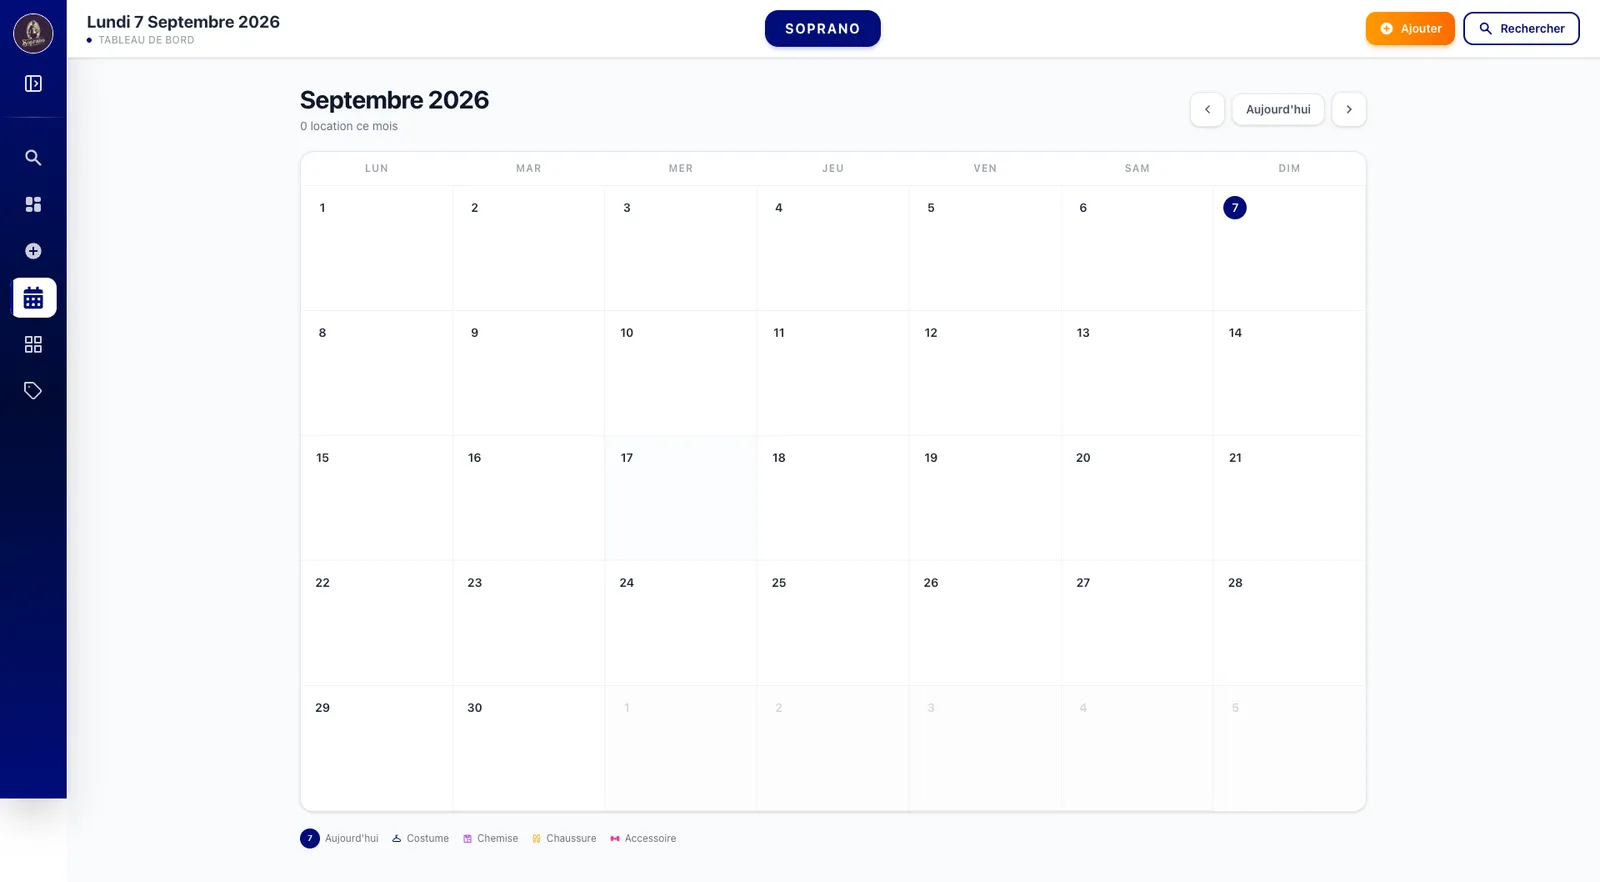 Lundi 7 Septembre 2026
TABLEAU DE BORD
SOPRANO
Ajouter
Rechercher
Septembre 2026
0 location ce mois
Aujourd'hui
LUN MAR MER JEU VEN SAM DIM
1 2 3 4 5 6 7
8 9 10 11 12 13 14
15 16 17 18 19 20 21
22 23 24 25 26 27 28
29 30 1 2 3 4 5
7 Aujourd'hui Costume Chemise Chaussure Accessoire